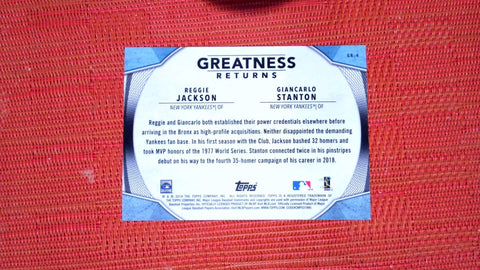 GR-4
GREATNESS
RETURNS
REGGIE
JACKSON
NEW YORK YANKEES® | OF
GIANCARLO
STANTON
NEW YORK YANKEES® | OF
Reggie and Giancarlo both established their power credentials elsewhere before
arriving in the Bronx as high-profile acquisitions. Neither disappointed the demanding
Yankees fan base. In his first season with the Club, Jackson bashed 32 homers and
took MVP honors of the 1977 World Series. Stanton connected twice in his pinstripes
debut on his way to the fourth 35-homer campaign of his career in 2018.
Topps